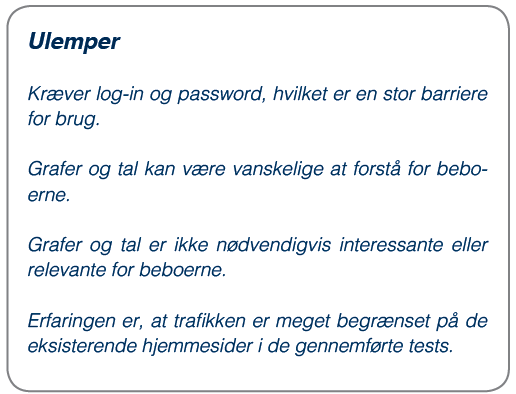 Ulemper
Kræver log-in og password, hvilket er en stor barriere
for brug.
Grafer og tal kan være vanskelige at forstå for bebo-
erne.
Grafer og tal er ikke nødvendigvis interessante eller
relevante for beboerne.
Erfaringen er, at trafikken er meget begrænset på de
eksisterende hjemmesider i de gennemførte tests.